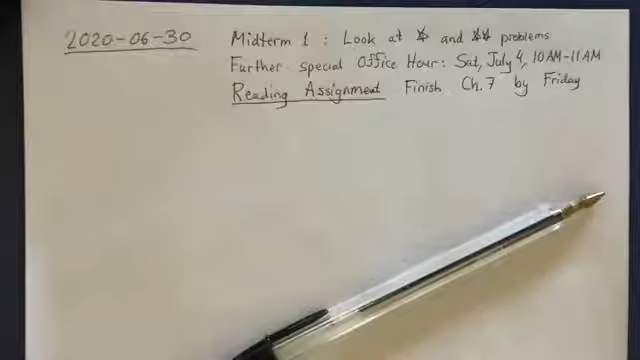 2020-06-30 Midterm 1: Look at * and ** problems
Further special Office Hour: Sat, July 4, 10AM-11AM
Reading Assignment Finish Ch. 7 by Friday